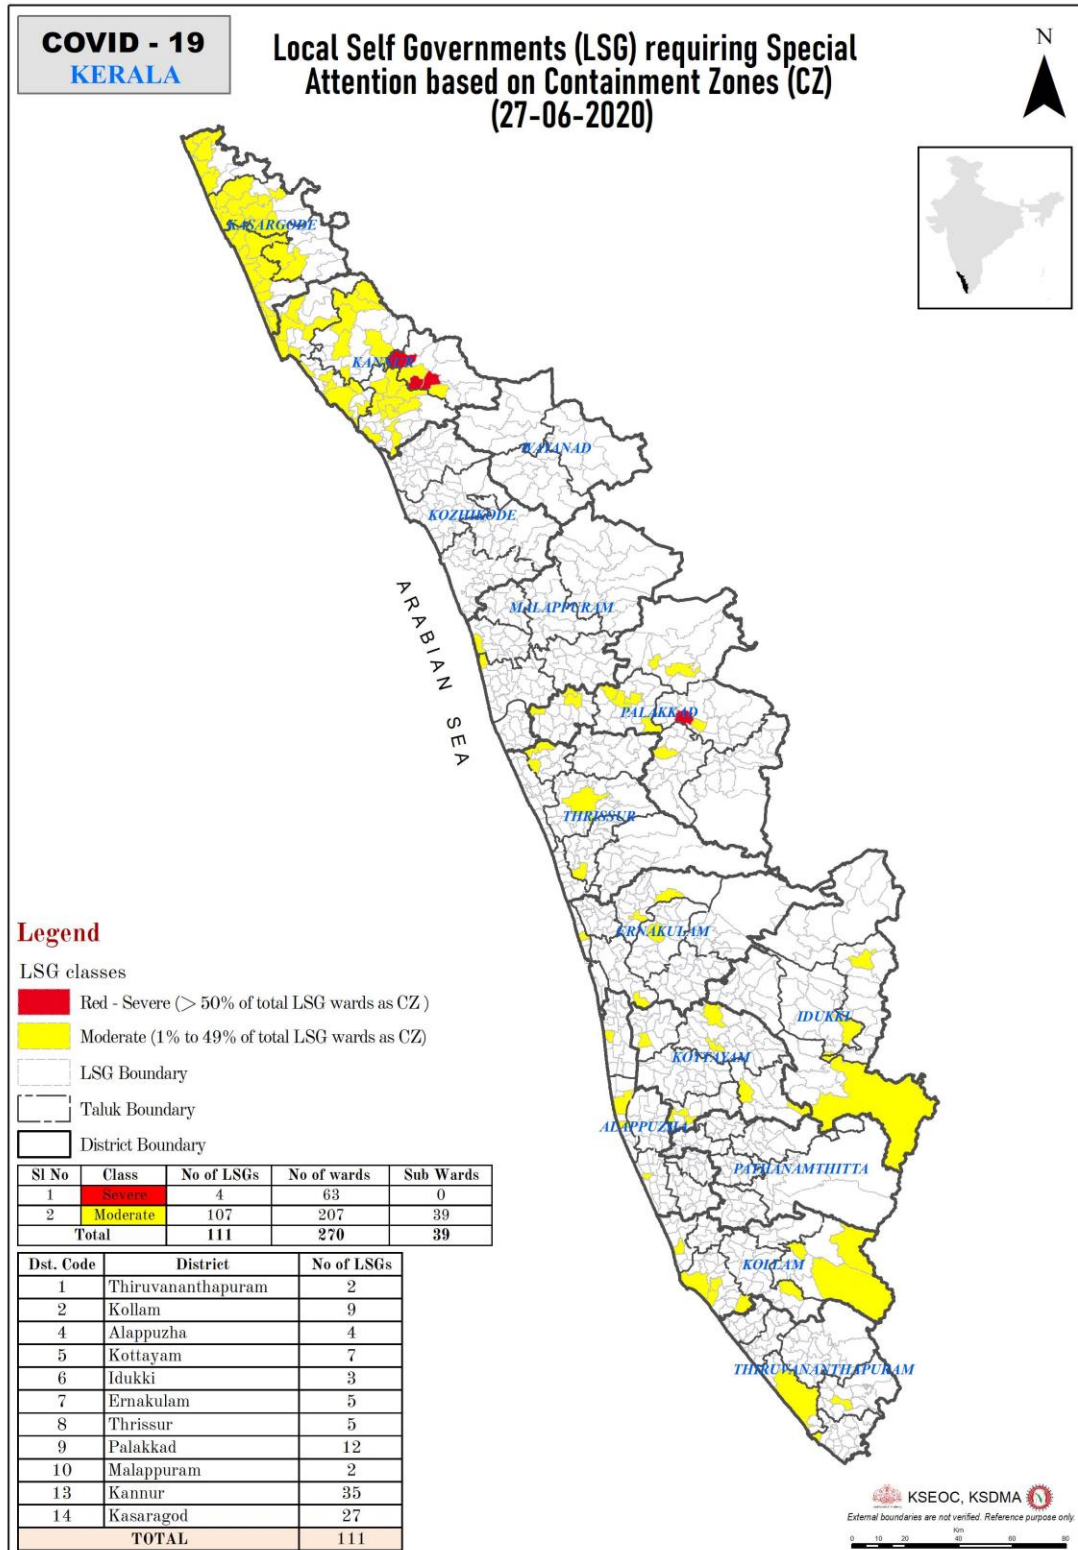 COVID - 19
KERALA
Local Self Governments (LSG) requiring Special
Attention based on Containment Zones (CZ)
(27-06-2020)
N
KASARGODE
KANNUR
WAYANAD
KOZHIKODE
MALAPPURAM
ARABIAN SEA
PALAKKAD
THRISSUR
ERNAKULAM
IDUKKI
KOTTAYAM
ALAPPUZHA
PATHANAMTHITTA
KOLLAM
THIRUVANANTHAPURAM
Legend
LSG classes
Red - Severe (> 50% of total LSG wards as CZ )
Moderate (1% to 49% of total LSG wards as CZ)
LSG Boundary
Taluk Boundary
District Boundary
Sl No Class No of LSGs No of wards Sub Wards
1 Severe 4 63 0
2 Moderate 107 207 39
Total 111 270 39
Dst. Code District No of LSGs
1 Thiruvananthapuram 2
2 Kollam 9
4 Alappuzha 4
5 Kottayam 7
6 Idukki 3
7 Ernakulam 5
8 Thrissur 5
9 Palakkad 12
10 Malappuram 2
13 Kannur 35
14 Kasaragod 27
TOTAL 111
KSEOC, KSDMA
External boundaries are not verified. Reference purpose only.
Km
0 10 20 40 60 80